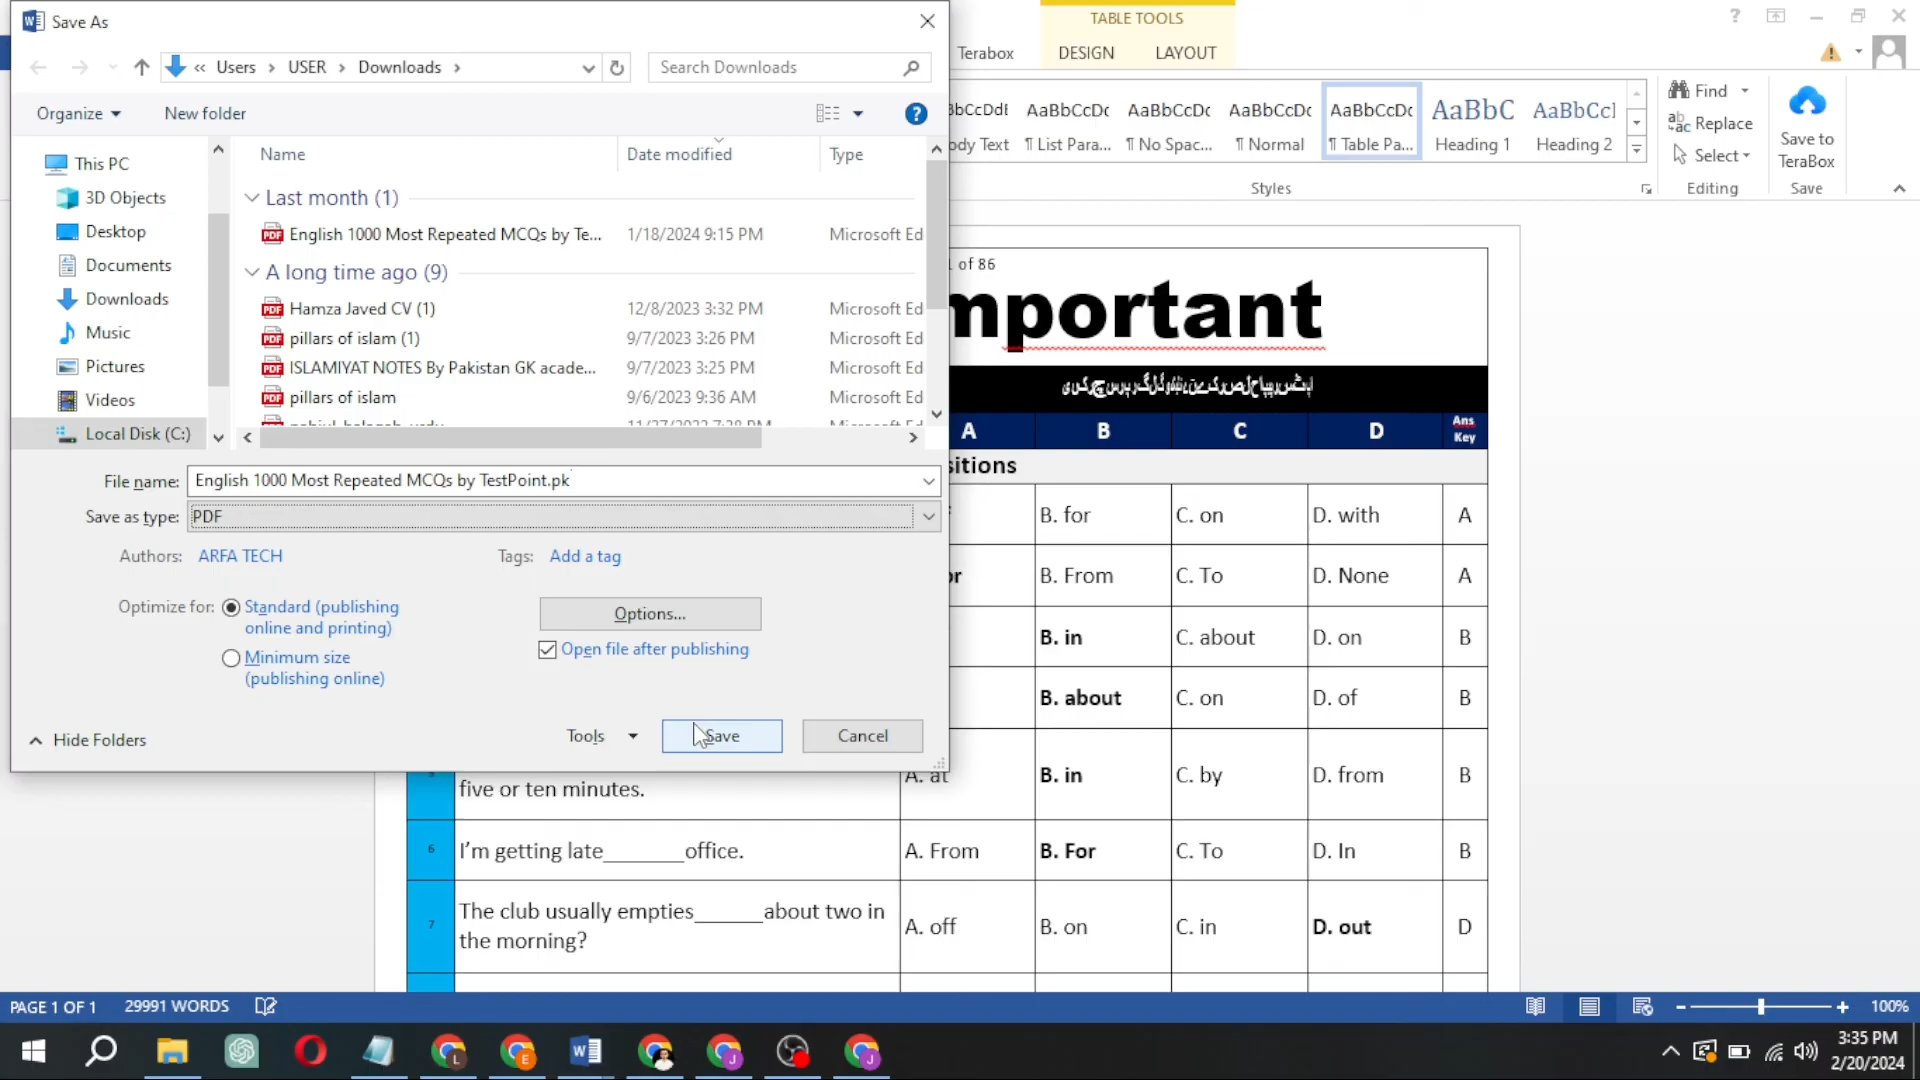 Save As
« Users › USER › Downloads ›
Search Downloads
Organize
New folder
This PC
3D Objects
Desktop
Documents
Downloads
Music
Pictures
Videos
Local Disk (C:)
Name
Date modified
Type
Last month (1)
English 1000 Most Repeated MCQs by Te...
1/18/2024 9:15 PM
Microsoft Ed
A long time ago (9)
Hamza Javed CV (1)
12/8/2023 3:32 PM
Microsoft Ed
pillars of islam (1)
9/7/2023 3:26 PM
Microsoft Ed
ISLAMIYAT NOTES By Pakistan GK acade...
9/7/2023 3:25 PM
Microsoft Ed
pillars of islam
9/6/2023 9:36 AM
Microsoft Ed
File name:
English 1000 Most Repeated MCQs by TestPoint.pk
Save as type:
PDF
Authors: ARFA TECH
Tags: Add a tag
Optimize for:
Standard (publishing
online and printing)
Minimum size
(publishing online)
Options...
Open file after publishing
Hide Folders
Tools
Save
Cancel
TABLE TOOLS
Terabox
DESIGN
LAYOUT
AaBbCcDc AaBbCcDc AaBbCcDc AaBbCcDc AaBbC AaBbCcl
ody Text ¶ List Para... ¶ No Spac... ¶ Normal ¶ Table Pa... Heading 1 Heading 2
Styles
Find
Replace
Select
Editing
Save to
TeraBox
Save
1 of 86
mportant
A B C D Ans
Key
sitions
B. for C. on D. with A
or B. From C. To D. None A
B. in C. about D. on B
B. about C. on D. of B
5 five or ten minutes. A. at B. in C. by D. from B
6 I’m getting late_______office. A. From B. For C. To D. In B
7 The club usually empties______about two in
the morning? A. off B. on C. in D. out D
PAGE 1 OF 1
29991 WORDS
100%
3:35 PM
2/20/2024